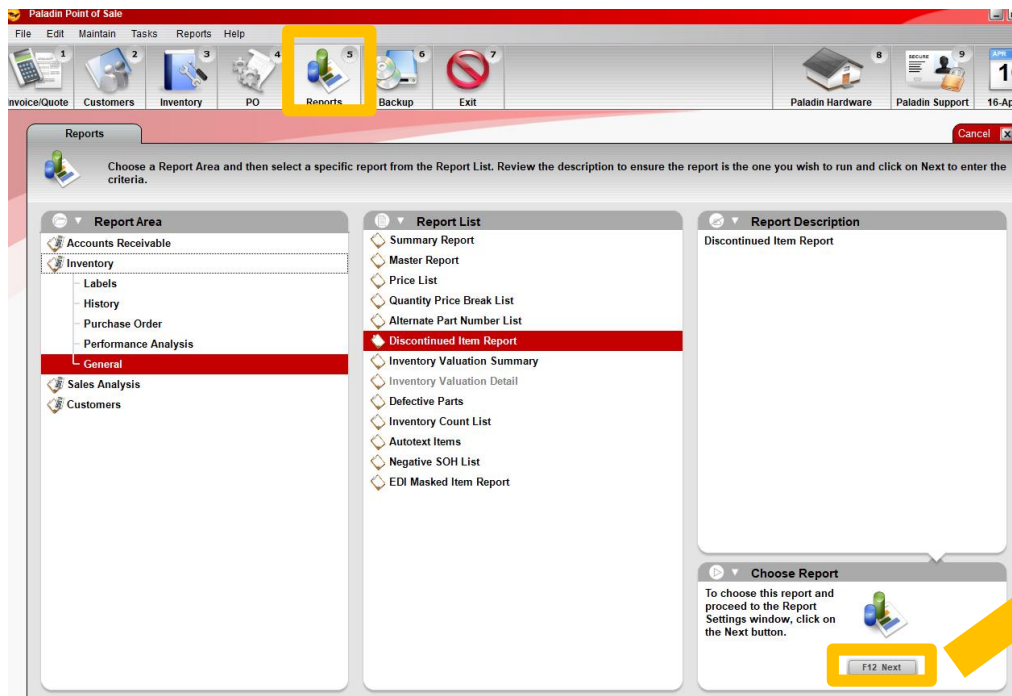 Paladin Point of Sale
File Edit Maintain Tasks Reports Help
1 2 3 4 5 6 7 8 9 APR
nvoice/Quote Customers Inventory PO Reports Backup Exit Paladin Hardware Paladin Support 16-Ap
Reports Cancel X
Choose a Report Area and then select a specific report from the Report List. Review the description to ensure the report is the one you wish to run and click on Next to enter the
criteria.
Report Area
Accounts Receivable
Inventory
Labels
History
Purchase Order
Performance Analysis
General
Sales Analysis
Customers
Report List
Summary Report
Master Report
Price List
Quantity Price Break List
Alternate Part Number List
Discontinued Item Report
Inventory Valuation Summary
Inventory Valuation Detail
Defective Parts
Inventory Count List
Autotext Items
Negative SOH List
EDI Masked Item Report
Report Description
Discontinued Item Report
Choose Report
To choose this report and
proceed to the Report
Settings window, click on
the Next button.
F12 Next